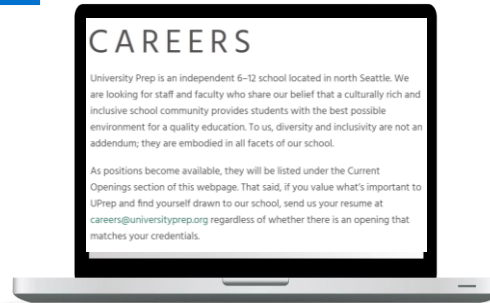 CAREERS
University Prep is an independent 6–12 school located in north Seattle. We
are looking for staff and faculty who share our belief that a culturally rich and
inclusive school community provides students with the best possible
environment for a quality education. To us, diversity and inclusivity are not an
addendum; they are embodied in all facets of our school.
As positions become available, they will be listed under the Current
Openings section of this webpage. That said, if you value what's important to
UPrep and find yourself drawn to our school, send us your resume at
careers@universityprep.org regardless of whether there is an opening that
matches your credentials.